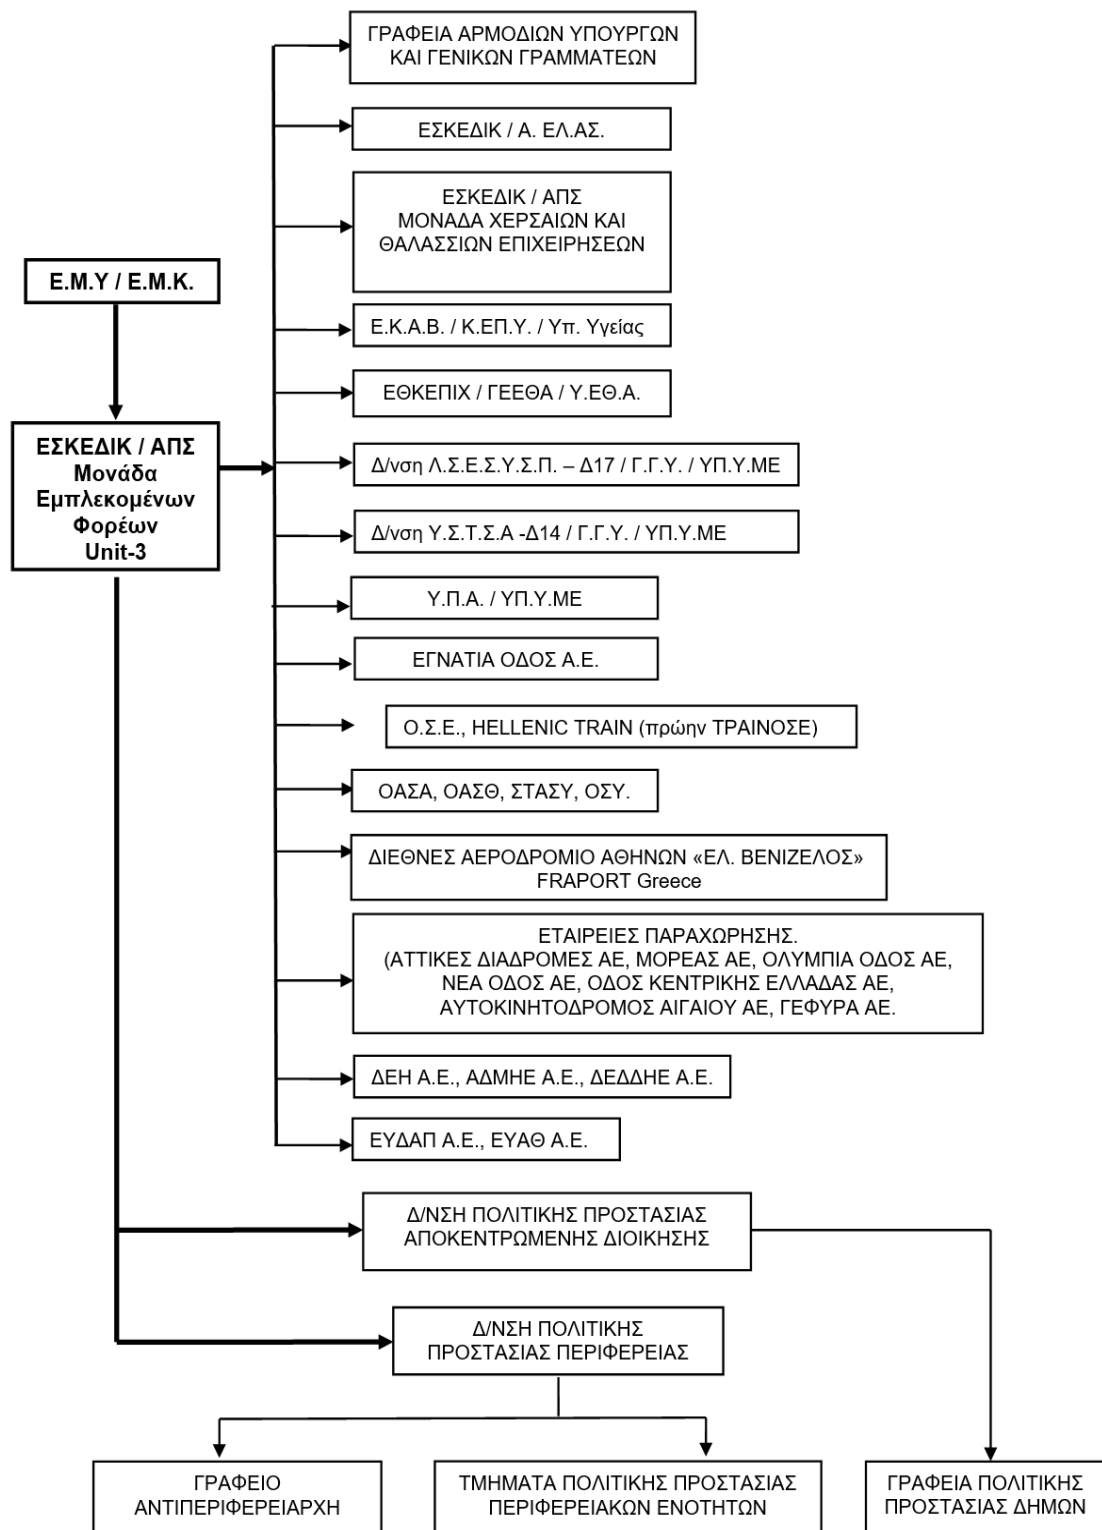 ΓΡΑΦΕΙΑ ΑΡΜΟΔΙΩΝ ΥΠΟΥΡΓΩΝ
ΚΑΙ ΓΕΝΙΚΩΝ ΓΡΑΜΜΑΤΕΩΝ
ΕΣΚΕΔΙΚ / Α. ΕΛ.ΑΣ.
ΕΣΚΕΔΙΚ / ΑΠΣ
ΜΟΝΑΔΑ ΧΕΡΣΑΙΩΝ ΚΑΙ
ΘΑΛΑΣΣΙΩΝ ΕΠΙΧΕΙΡΗΣΕΩΝ
Ε.Μ.Υ / Ε.Μ.Κ.
Ε.Κ.Α.Β. / Κ.ΕΠ.Υ. / Υπ. Υγείας
ΕΘΚΕΠΙΧ / ΓΕΕΘΑ / Υ.ΕΘ.Α.
ΕΣΚΕΔΙΚ / ΑΠΣ
Μονάδα
Εμπλεκομένων
Φορέων
Unit-3
Δ/νση Λ.Σ.Ε.Σ.Υ.Σ.Π. – Δ17 / Γ.Γ.Υ. / ΥΠ.Υ.ΜΕ
Δ/νση Υ.Σ.Τ.Σ.Α -Δ14 / Γ.Γ.Υ. / ΥΠ.Υ.ΜΕ
Υ.Π.Α. / ΥΠ.Υ.ΜΕ
ΕΓΝΑΤΙΑ ΟΔΟΣ Α.Ε.
Ο.Σ.Ε., HELLENIC TRAIN (πρώην ΤΡΑΙΝΟΣΕ)
ΟΑΣΑ, ΟΑΣΘ, ΣΤΑΣΥ, ΟΣΥ.
ΔΙΕΘΝΕΣ ΑΕΡΟΔΡΟΜΙΟ ΑΘΗΝΩΝ «ΕΛ. ΒΕΝΙΖΕΛΟΣ»
FRAPORT Greece
ΕΤΑΙΡΕΙΕΣ ΠΑΡΑΧΩΡΗΣΗΣ.
(ΑΤΤΙΚΕΣ ΔΙΑΔΡΟΜΕΣ ΑΕ, ΜΟΡΕΑΣ ΑΕ, ΟΛΥΜΠΙΑ ΟΔΟΣ ΑΕ,
ΝΕΑ ΟΔΟΣ ΑΕ, ΟΔΟΣ ΚΕΝΤΡΙΚΗΣ ΕΛΛΑΔΑΣ ΑΕ,
ΑΥΤΟΚΙΝΗΤΟΔΡΟΜΟΣ ΑΙΓΑΙΟΥ ΑΕ, ΓΕΦΥΡΑ ΑΕ.
ΔΕΗ Α.Ε., ΑΔΜΗΕ Α.Ε., ΔΕΔΔΗΕ Α.Ε.
ΕΥΔΑΠ Α.Ε., ΕΥΑΘ Α.Ε.
Δ/ΝΣΗ ΠΟΛΙΤΙΚΗΣ ΠΡΟΣΤΑΣΙΑΣ
ΑΠΟΚΕΝΤΡΩΜΕΝΗΣ ΔΙΟΙΚΗΣΗΣ
Δ/ΝΣΗ ΠΟΛΙΤΙΚΗΣ
ΠΡΟΣΤΑΣΙΑΣ ΠΕΡΙΦΕΡΕΙΑΣ
ΓΡΑΦΕΙΟ
ΑΝΤΙΠΕΡΙΦΕΡΕΙΑΡΧΗ
ΤΜΗΜΑΤΑ ΠΟΛΙΤΙΚΗΣ ΠΡΟΣΤΑΣΙΑΣ
ΠΕΡΙΦΕΡΕΙΑΚΩΝ ΕΝΟΤΗΤΩΝ
ΓΡΑΦΕΙΑ ΠΟΛΙΤΙΚΗΣ
ΠΡΟΣΤΑΣΙΑΣ ΔΗΜΩΝ